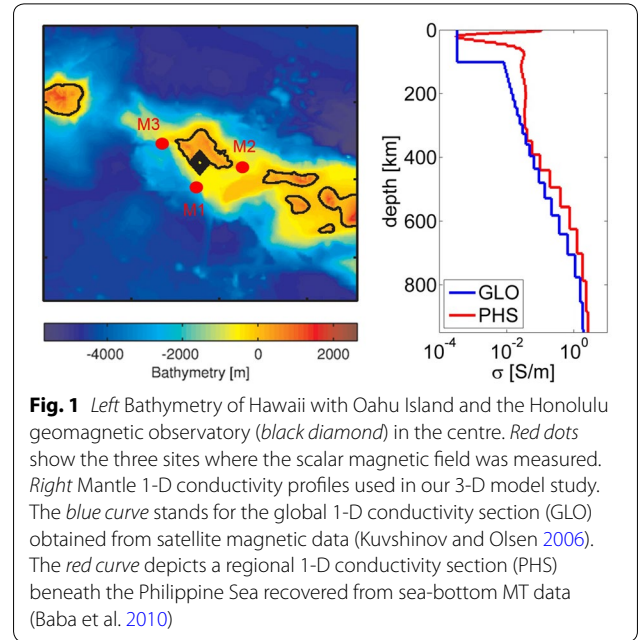 M3
M2
M1
-4000 -2000 0 2000
Bathymetry [m]
0
200
400
600
800
depth [km]
GLO
PHS
10⁻⁴ 10⁻² 10⁰
σ [S/m]
Fig. 1 Left Bathymetry of Hawaii with Oahu Island and the Honolulu
geomagnetic observatory (black diamond) in the centre. Red dots
show the three sites where the scalar magnetic field was measured.
Right Mantle 1-D conductivity profiles used in our 3-D model study.
The blue curve stands for the global 1-D conductivity section (GLO)
obtained from satellite magnetic data (Kuvshinov and Olsen 2006).
The red curve depicts a regional 1-D conductivity section (PHS)
beneath the Philippine Sea recovered from sea-bottom MT data
(Baba et al. 2010)